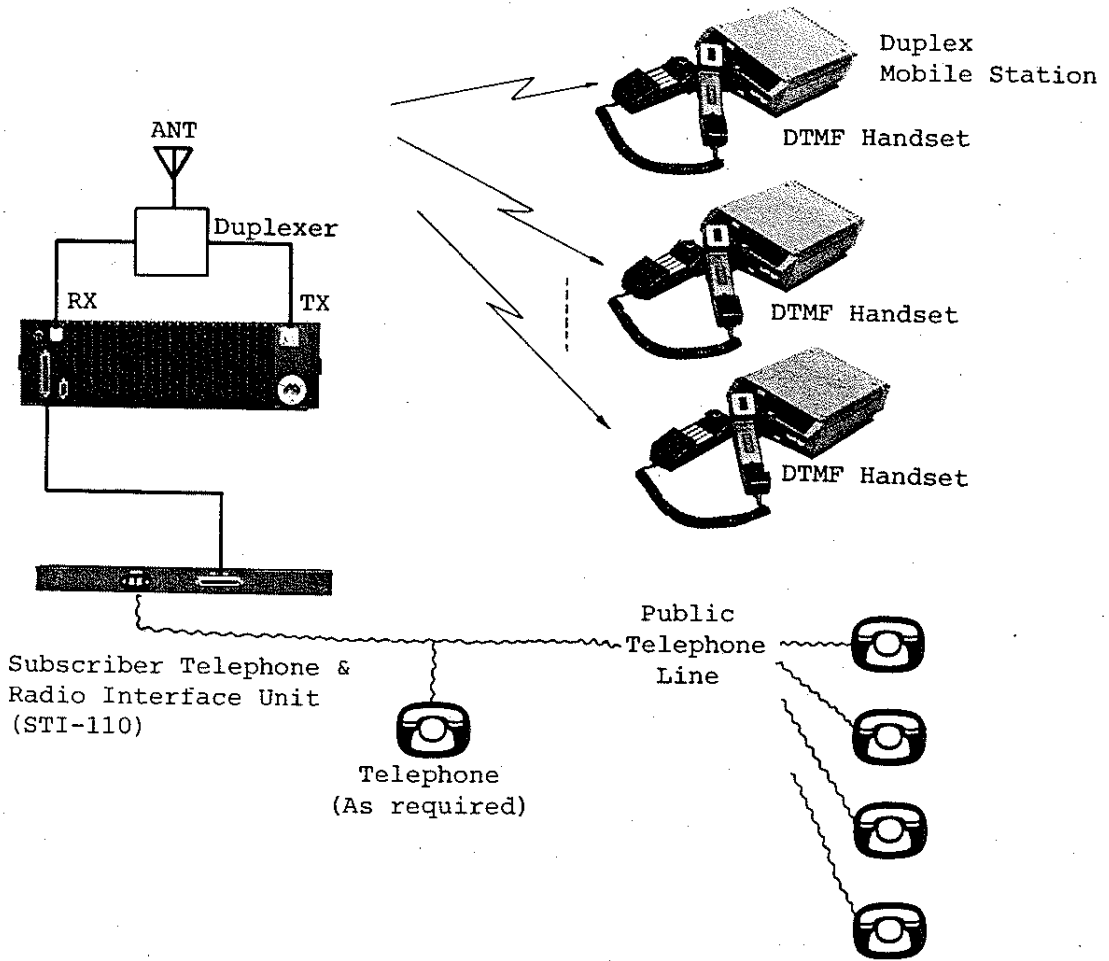 Duplex
Mobile Station
DTMF Handset
ANT
Duplexer
RX
TX
DTMF Handset
DTMF Handset
Subscriber Telephone &
Radio Interface Unit
(STI-110)
Public
Telephone
Line
Telephone
(As required)